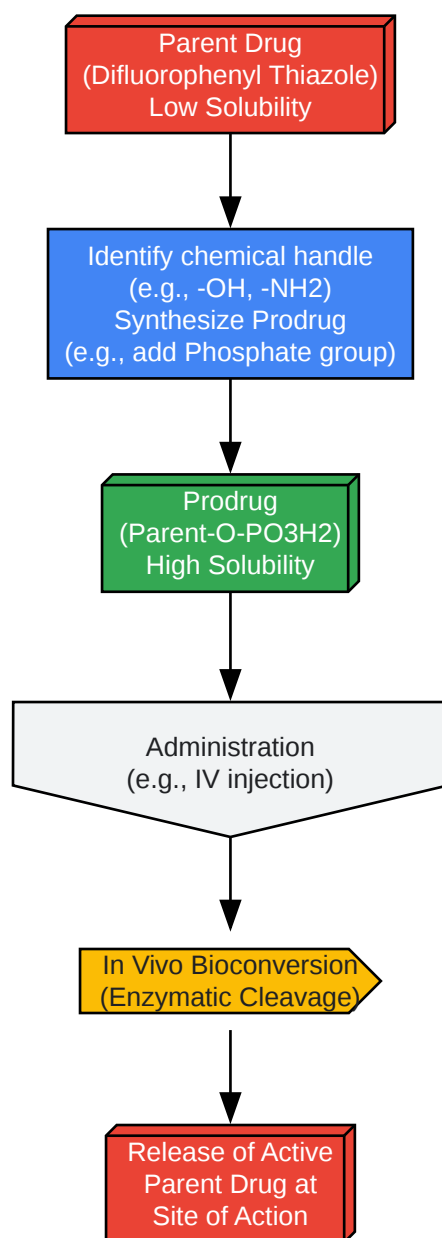 Parent Drug
(Difluorophenyl Thiazole)
Low Solubility
Identify chemical handle
(e.g., -OH, -NH2)
Synthesize Prodrug
(e.g., add Phosphate group)
Prodrug
(Parent-O-PO3H2)
High Solubility
Administration
(e.g., IV injection)
In Vivo Bioconversion
(Enzymatic Cleavage)
Release of Active
Parent Drug at
Site of Action